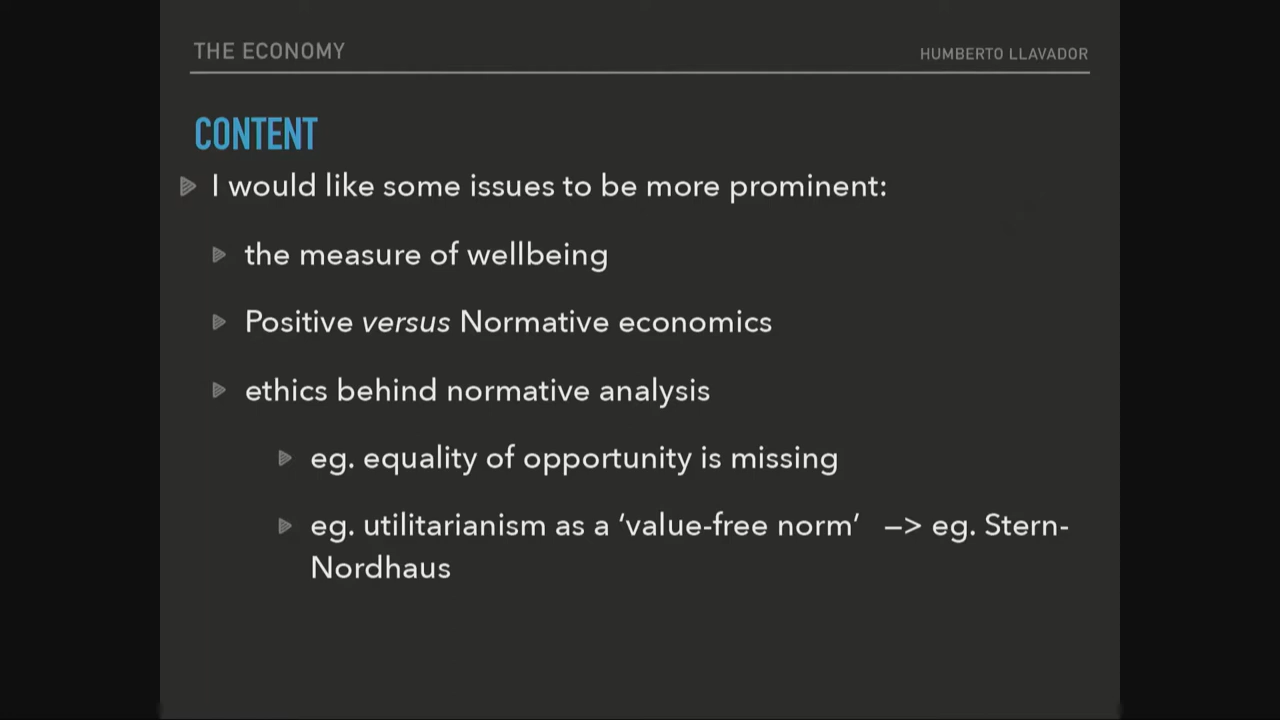 THE ECONOMY
HUMBERTO LLAVADOR
CONTENT
I would like some issues to be more prominent:
the measure of wellbeing
Positive versus Normative economics
ethics behind normative analysis
eg. equality of opportunity is missing
eg. utilitarianism as a ‘value-free norm’ —> eg. Stern-
Nordhaus